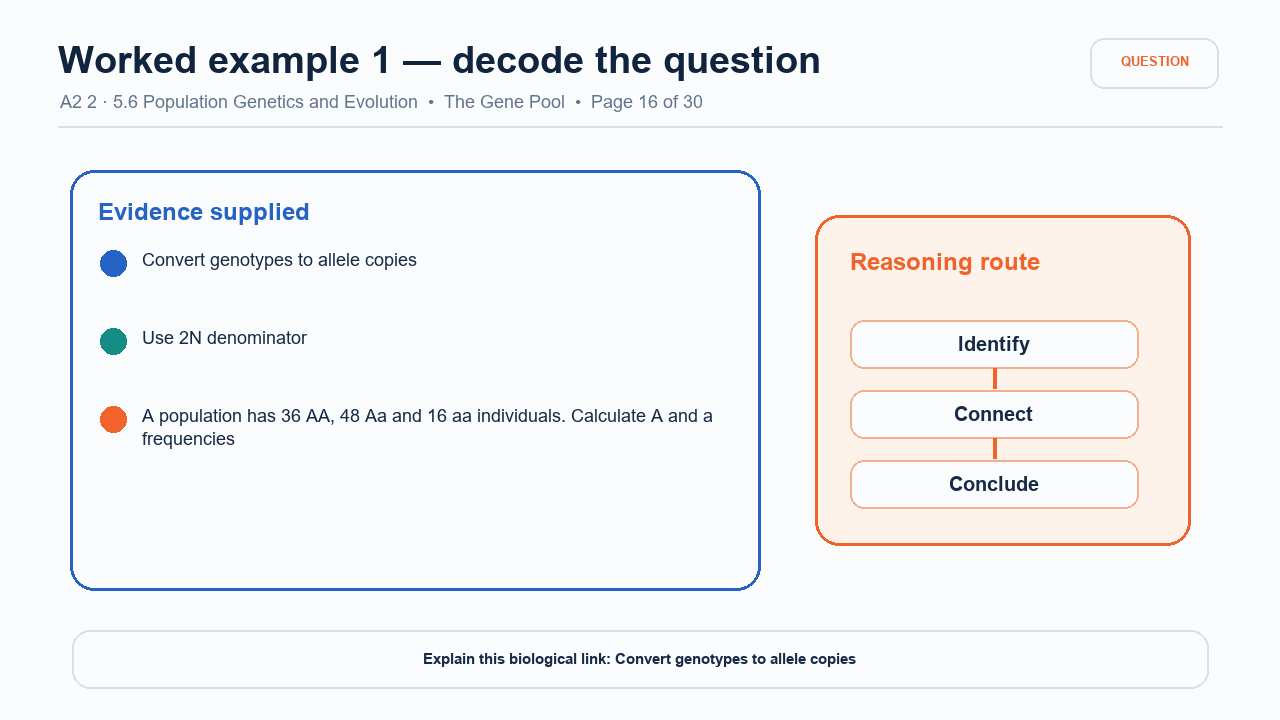 Worked example 1 — decode the question
QUESTION
A2 2 · 5.6 Population Genetics and Evolution • The Gene Pool • Page 16 of 30
Evidence supplied
Convert genotypes to allele copies
Use 2N denominator
A population has 36 AA, 48 Aa and 16 aa individuals. Calculate A and a
frequencies
Reasoning route
Identify
Connect
Conclude
Explain this biological link: Convert genotypes to allele copies